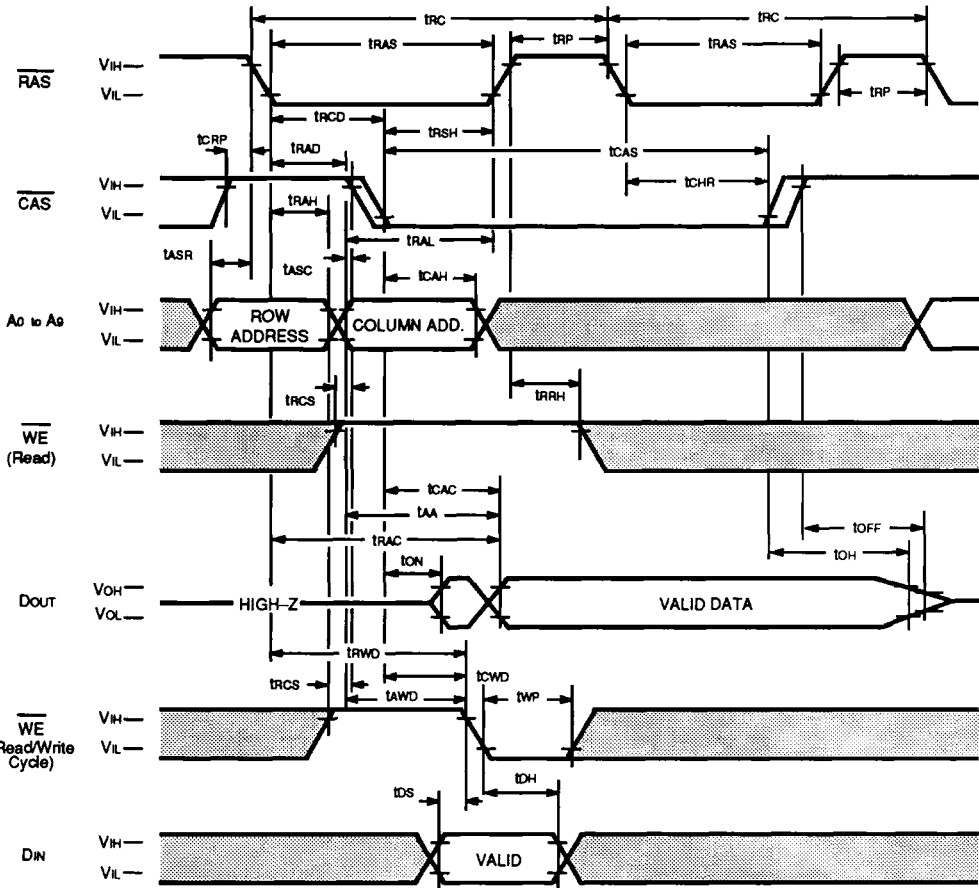 tRC tRC
tRAS tRP tRAS
RAS VIH
VIL
tRP
tRCD
tRSH
tCRP tRAD tCAS
CAS VIH
VIL
tCHR
tRAH
tRAL
tASR tASC
tCAH
A0 to A9 VIH
VIL
ROW
ADDRESS
COLUMN ADD.
tRCS tRRH
WE
(Read)
VIH
VIL
tCAC
tAA
tRAC
tOFF
tOH
tON
DOUT VOH
VOL
HIGH-Z VALID DATA
tRWD
tRCS tCWD
tAWD tWP
WE
Read/Write
Cycle)
VIH
VIL
tDS tDH
DIN VIH
VIL
VALID